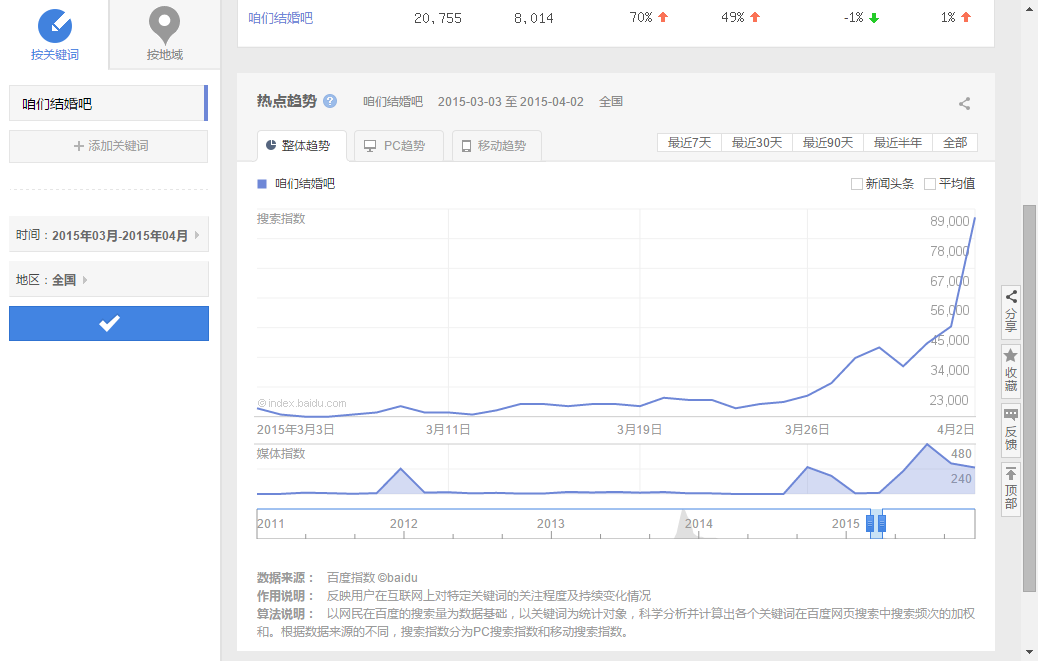 按关键词
按地域
咱们结婚吧
+ 添加关键词
时间：2015年03月-2015年04月
地区：全国
咱们结婚吧 20,755 8,014 70% 49% -1% 1%
热点趋势 ? 咱们结婚吧 2015-03-03 至 2015-04-02 全国
整体趋势 PC趋势 移动趋势 最近7天 最近30天 最近90天 最近半年 全部
咱们结婚吧 新闻头条 平均值
搜索指数
89,000
78,000
67,000
56,000
45,000
34,000
23,000
©index.baidu.com
2015年3月3日 3月11日 3月19日 3月26日 4月2日
媒体指数
480
240
2011 2012 2013 2014 2015
数据来源： 百度指数 ©baidu
作用说明： 反映用户在互联网上对特定关键词的关注程度及持续变化情况
算法说明： 以网民在百度的搜索量为数据基础，以关键词为统计对象，科学分析并计算出各个关键词在百度网页搜索中搜索频次的加权
和。根据数据来源的不同，搜索指数分为PC搜索指数和移动搜索指数。
分享
收藏
反馈
顶部